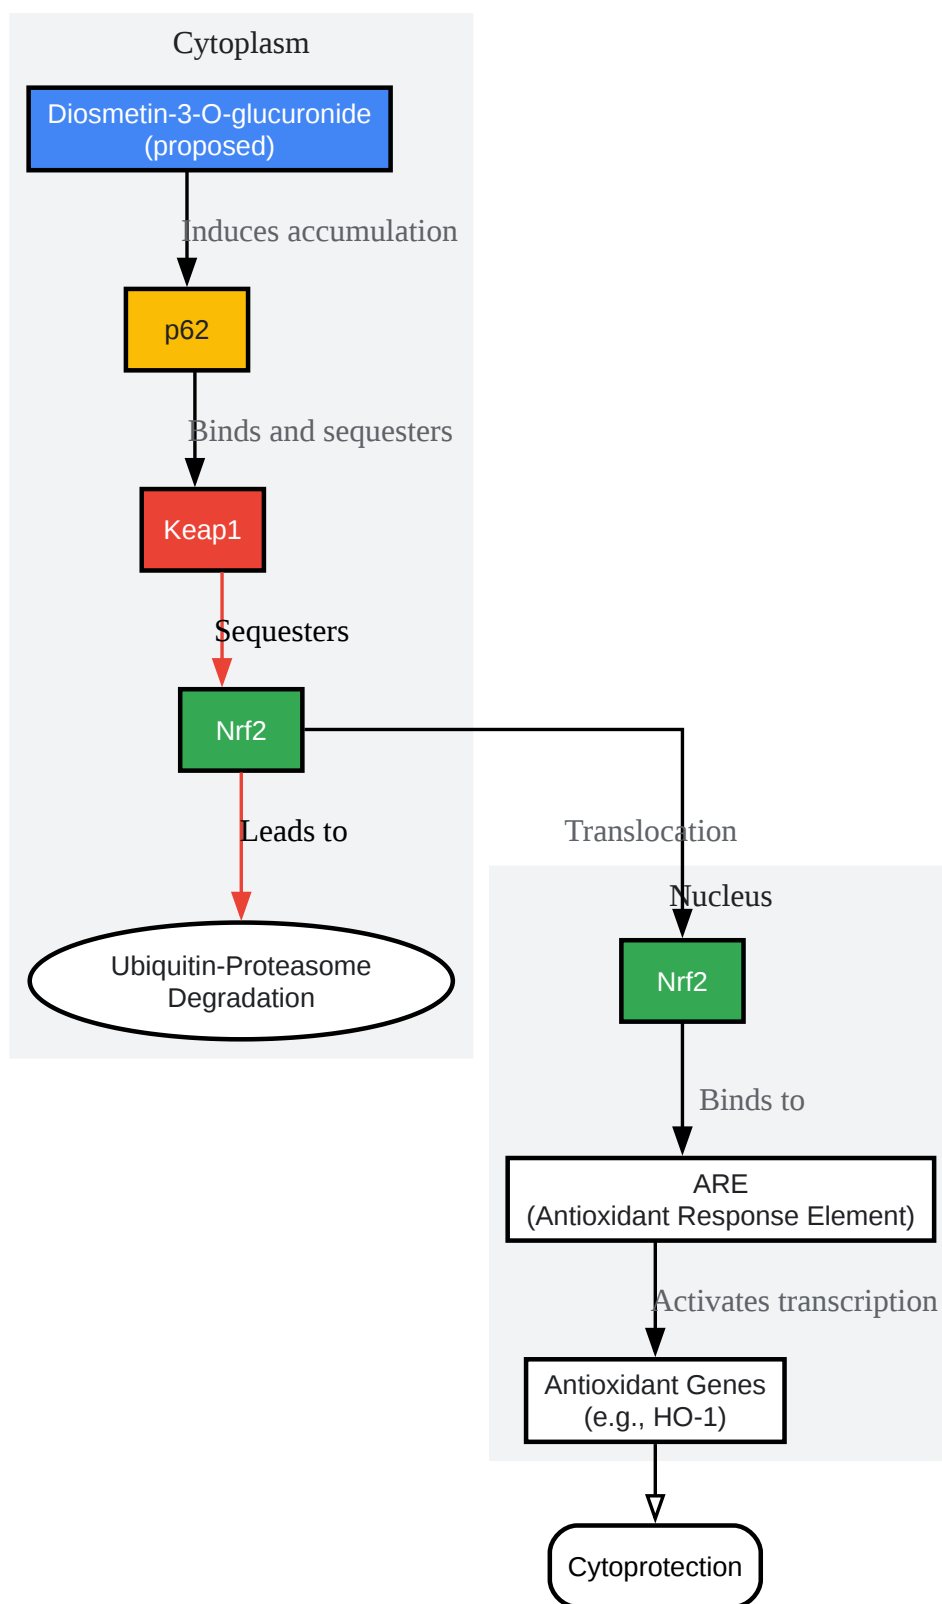 Cytoplasm
Diosmetin-3-O-glucuronide
(proposed)
Induces accumulation
p62
Binds and sequesters
Keap1
Sequesters
Nrf2
Leads to
Translocation
Nucleus
Ubiquitin-Proteasome
Degradation
Nrf2
Binds to
ARE
(Antioxidant Response Element)
Activates transcription
Antioxidant Genes
(e.g., HO-1)
Cytoprotection